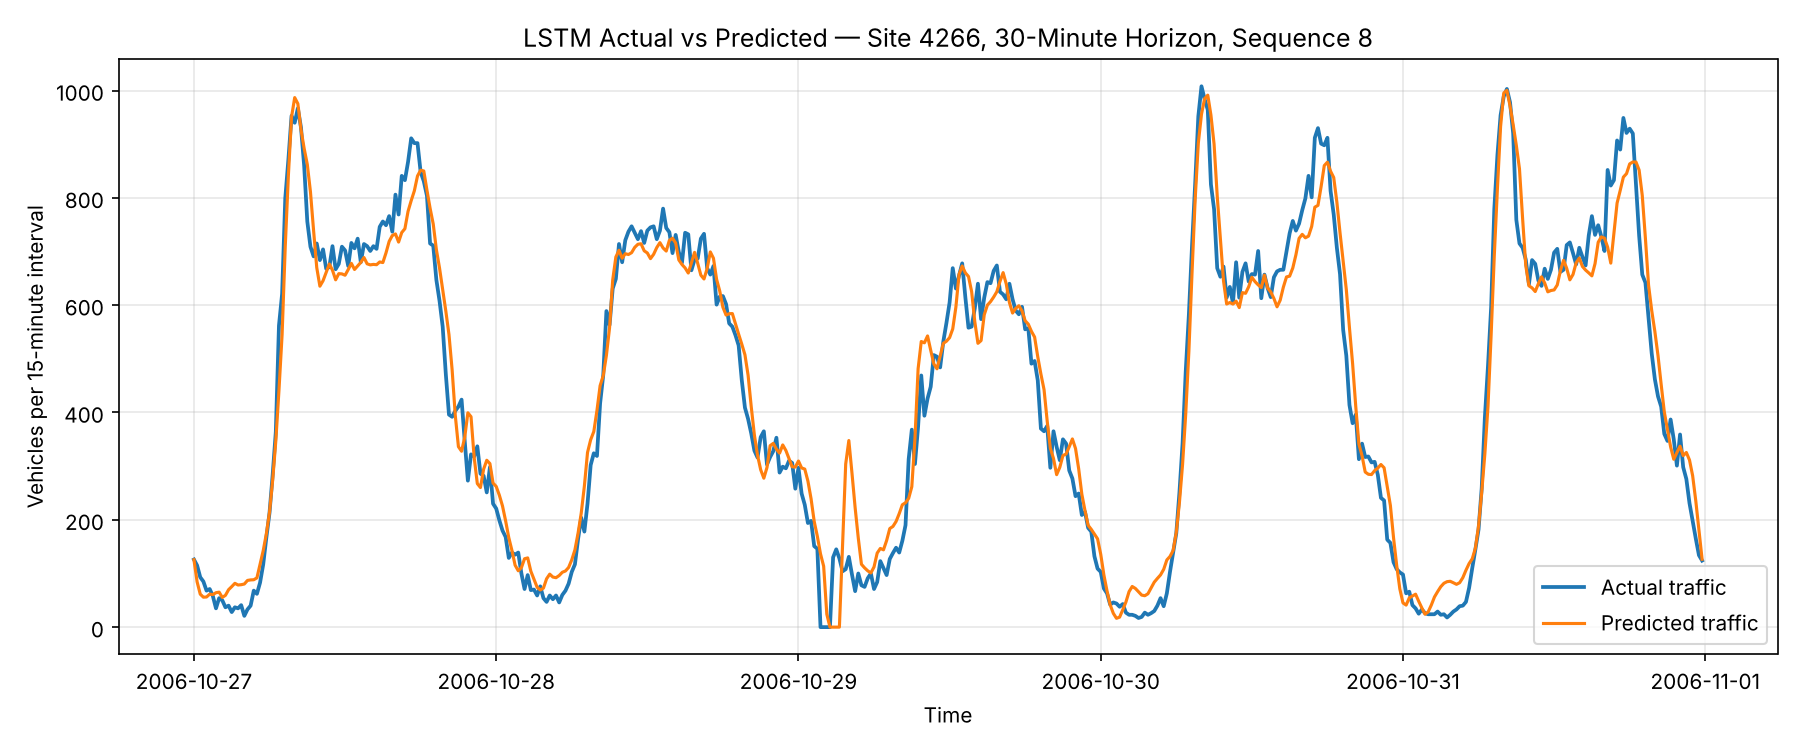 LSTM Actual vs Predicted — Site 4266, 30-Minute Horizon, Sequence 8
Vehicles per 15-minute interval
1000
800
600
400
200
0
2006-10-27
2006-10-28
2006-10-29
2006-10-30
2006-10-31
2006-11-01
Time
Actual traffic
Predicted traffic